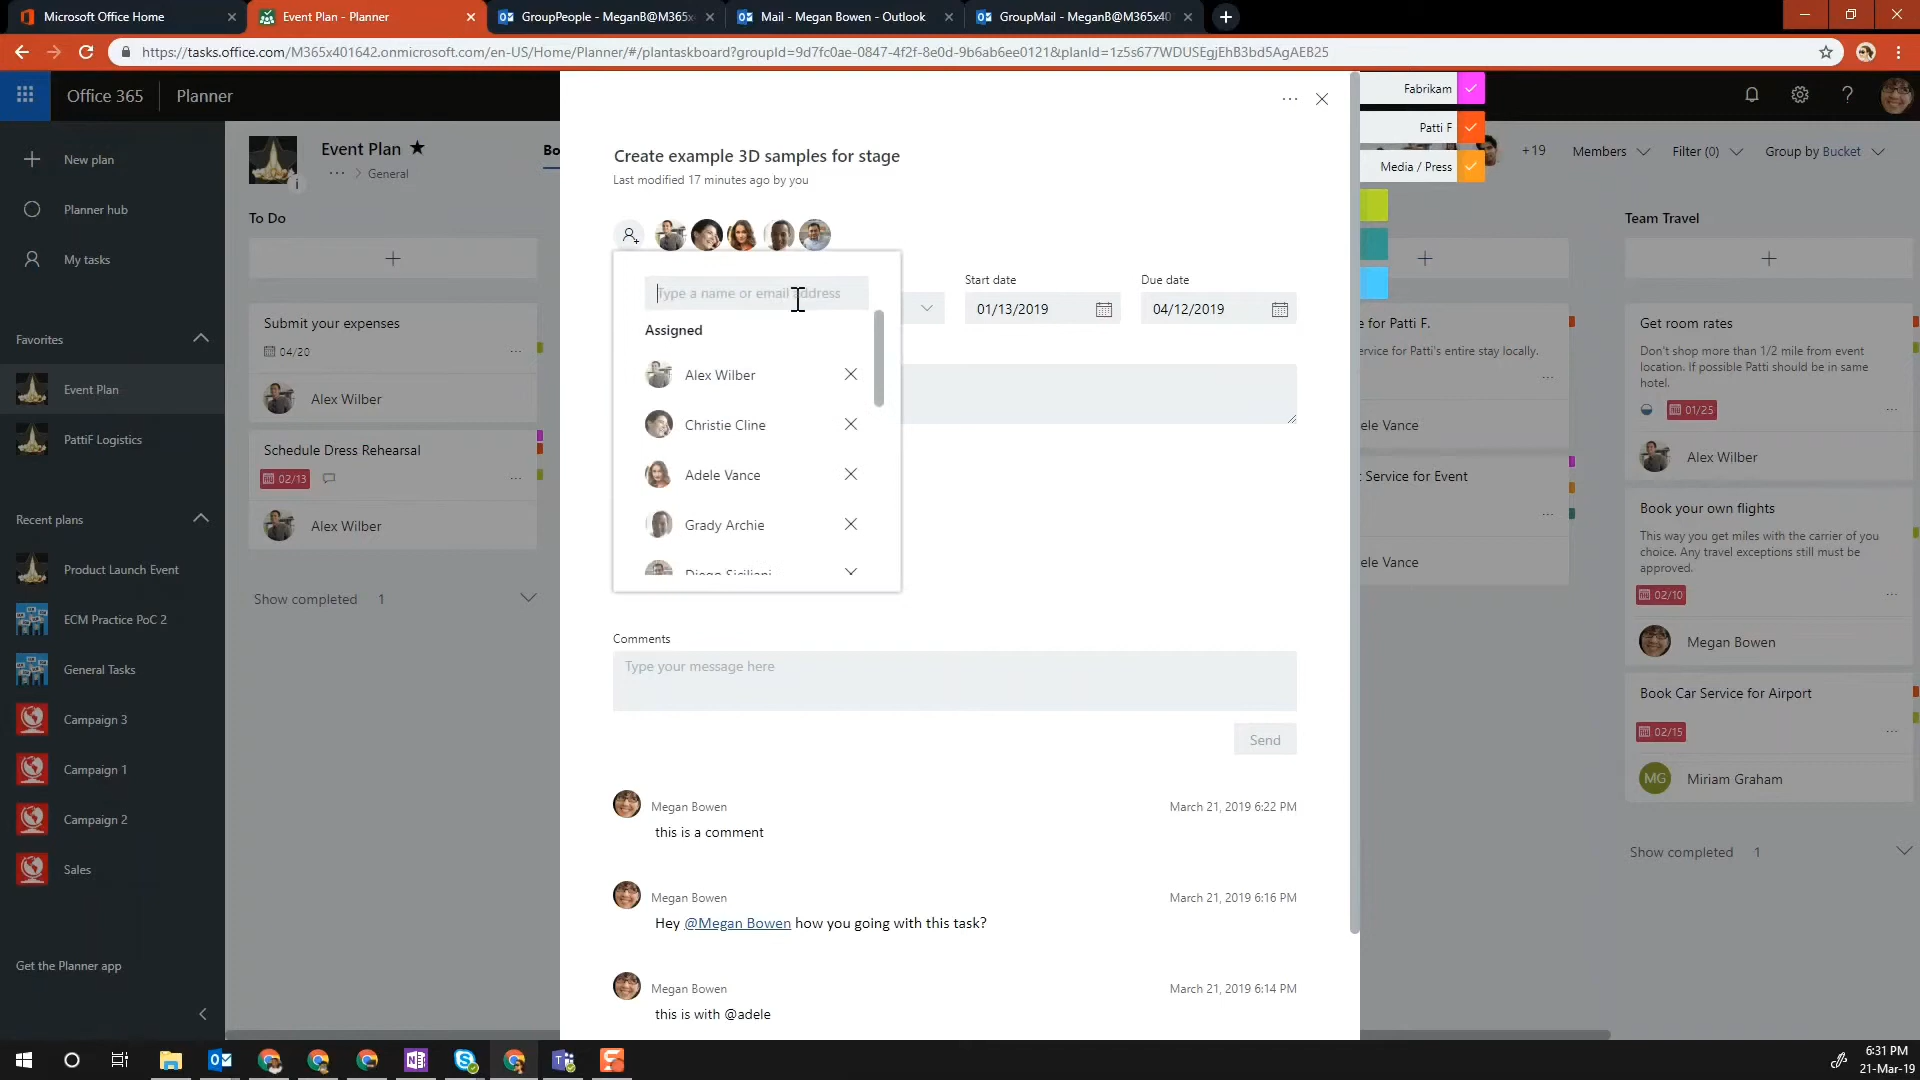 Microsoft Office Home
Event Plan - Planner
GroupPeople - MeganB@M365x
Mail - Megan Bowen - Outlook
GroupMail - MeganB@M365x40
https://tasks.office.com/M365x401642.onmicrosoft.com/en-US/Home/Planner/#/plantaskboard?groupId=9d7fc0ae-0847-4f2f-8e0d-9b6ab6ee0121&planId=1z5s677WDUSEgjEhB3bd5AgAEB25
Office 365
Planner
New plan
Planner hub
My tasks
Favorites
Event Plan
PattiF Logistics
Recent plans
Product Launch Event
ECM Practice PoC 2
General Tasks
Campaign 3
Campaign 1
Campaign 2
Sales
Get the Planner app
Event Plan ★
··· > General
Bo
To Do
Submit your expenses
04/20
Alex Wilber
Schedule Dress Rehearsal
02/13
Alex Wilber
Show completed 1
Create example 3D samples for stage
Last modified 17 minutes ago by you
Type a name or email address
Assigned
Alex Wilber
Christie Cline
Adele Vance
Grady Archie
Diego Siciliani
Start date
01/13/2019
Due date
04/12/2019
Comments
Type your message here
Send
Megan Bowen
March 21, 2019 6:22 PM
this is a comment
Megan Bowen
March 21, 2019 6:16 PM
Hey @Megan Bowen how you going with this task?
Megan Bowen
March 21, 2019 6:14 PM
this is with @adele
Fabrikam
Patti F
Media / Press
+19
Members
Filter (0)
Group by Bucket
e for Patti F.
ervice for Patti's entire stay locally.
ele Vance
t Service for Event
ele Vance
Team Travel
Get room rates
Don't shop more than 1/2 mile from event
location. If possible Patti should be in same
hotel.
01/25
Alex Wilber
Book your own flights
This way you get miles with the carrier of you
choice. Any travel exceptions still must be
approved.
02/10
Megan Bowen
Book Car Service for Airport
02/15
MG
Miriam Graham
Show completed 1
6:31 PM
21-Mar-19